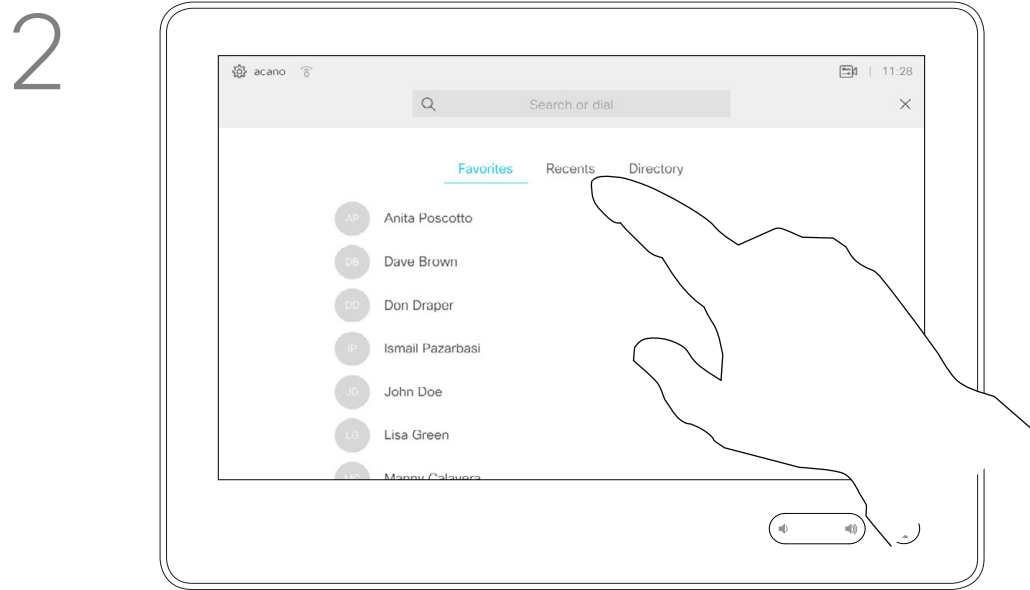 2
acano 11:28
Search or dial
Favorites Recents Directory
AP Anita Poscotto
DB Dave Brown
DD Don Draper
IP Ismail Pazarbasi
JD John Doe
LG Lisa Green
MC Manny Calavera